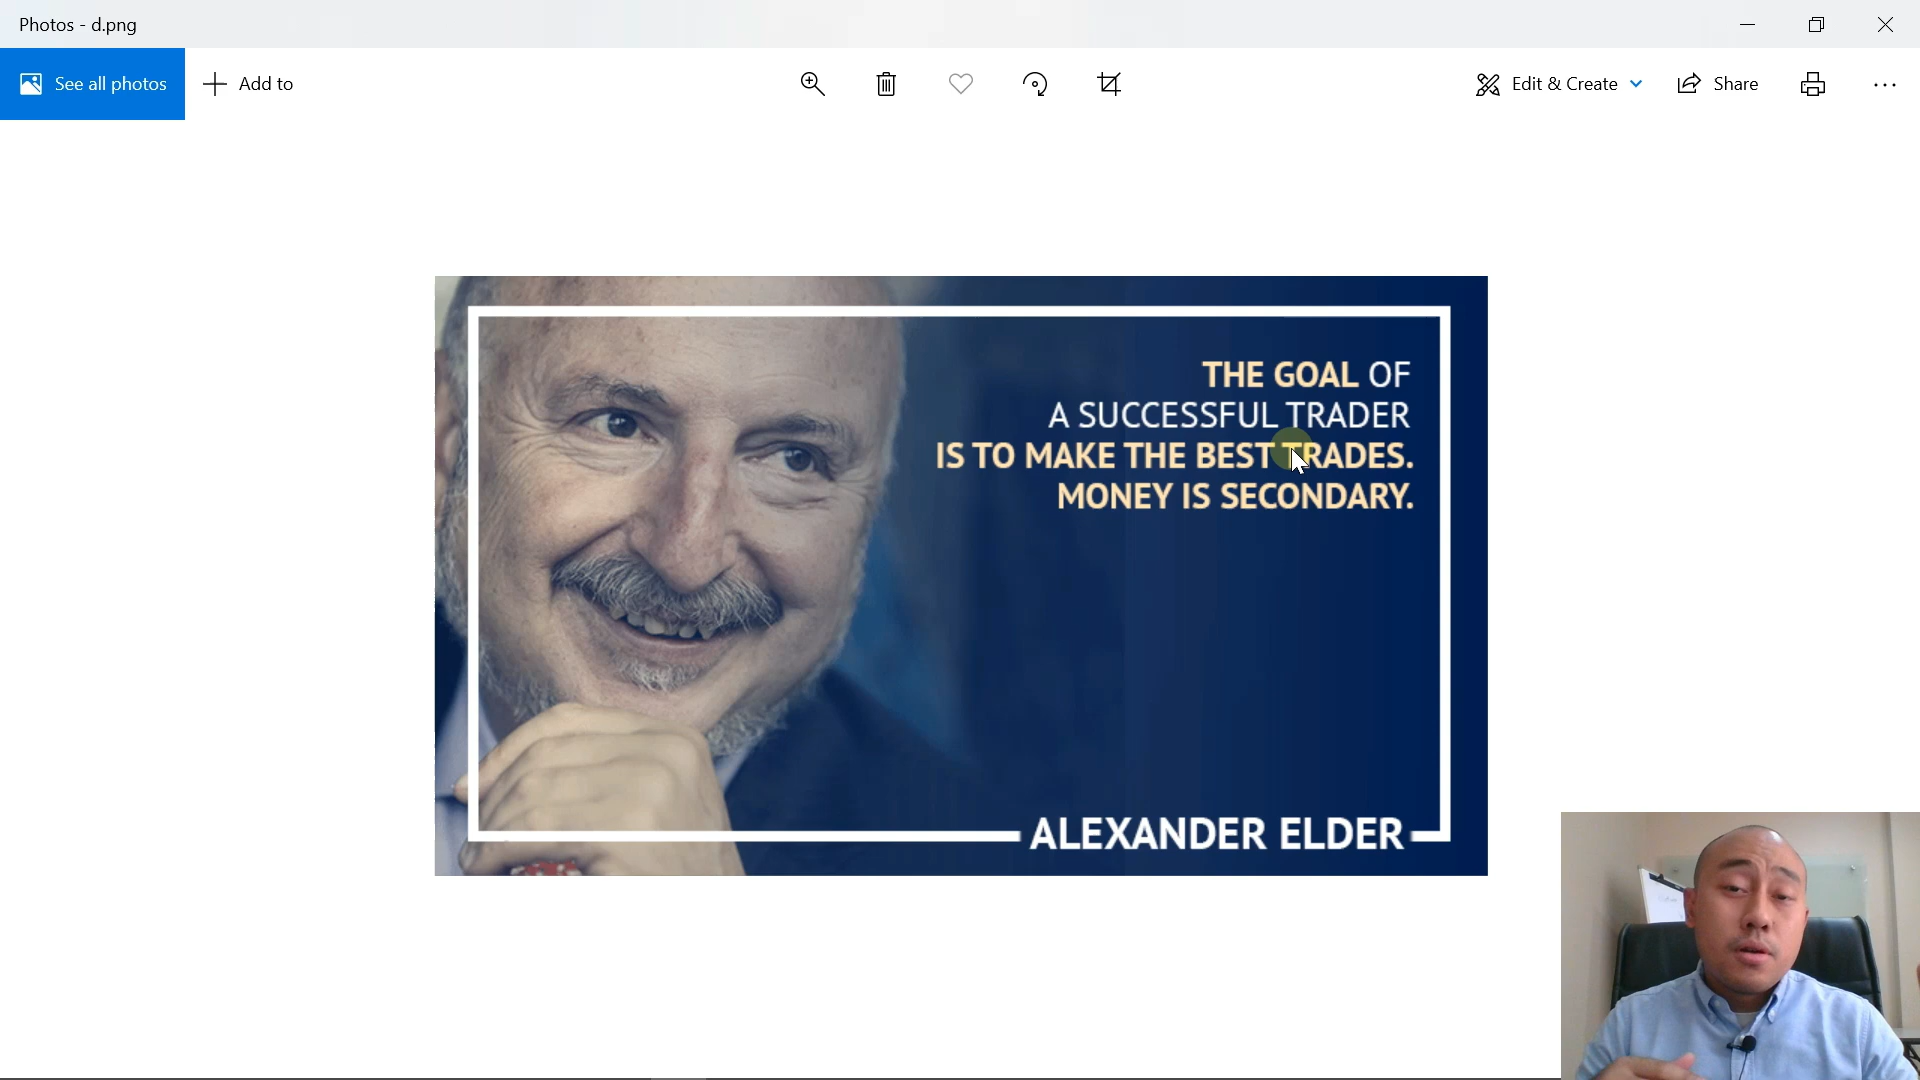 Photos - d.png
See all photos
Add to
Edit & Create
Share
THE GOAL OF
A SUCCESSFUL TRADER
IS TO MAKE THE BEST TRADES.
MONEY IS SECONDARY.
ALEXANDER ELDER